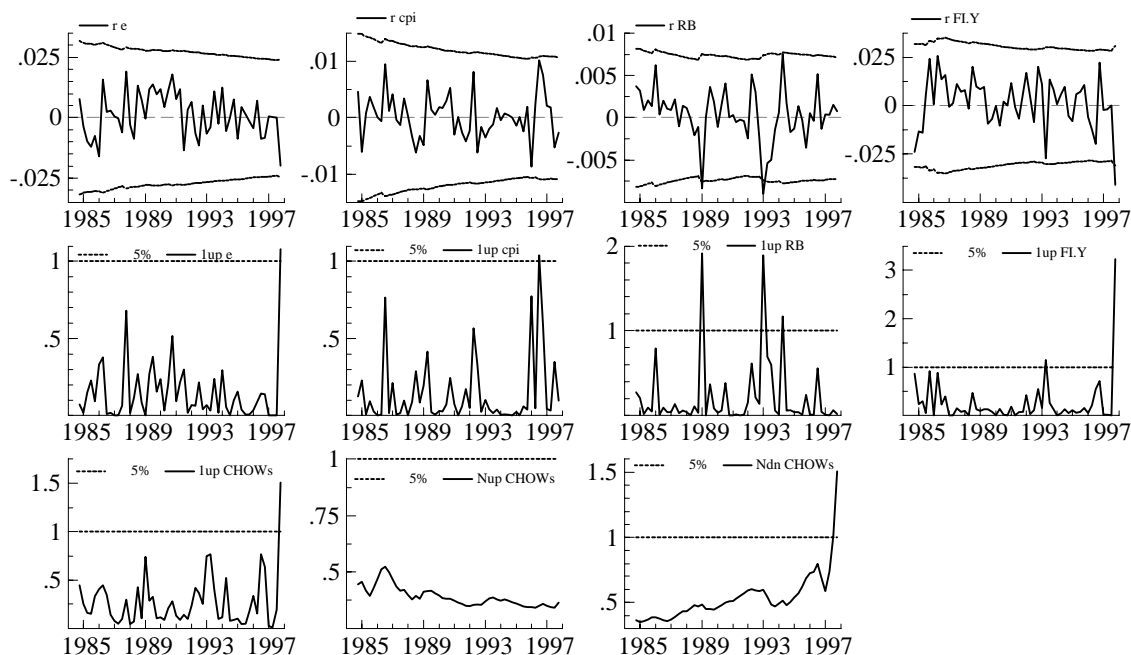 r e
r cpi
r RB
r FI.Y
.025
0
-.025
1985 1989 1993 1997
.01
0
-.01
1985 1989 1993 1997
.01
.005
0
-.005
1985 1989 1993 1997
.025
0
-.025
1985 1989 1993 1997
5% 1up e
1
.5
1985 1989 1993 1997
5% 1up cpi
1
.5
1985 1989 1993 1997
5% 1up RB
2
1
1985 1989 1993 1997
5% 1up FI.Y
3
2
1
1985 1989 1993 1997
5% 1up CHOWs
1.5
1
.5
1985 1989 1993 1997
5% Nup CHOWs
1
.75
.5
1985 1989 1993 1997
5% Ndn CHOWs
1.5
1
.5
1985 1989 1993 1997